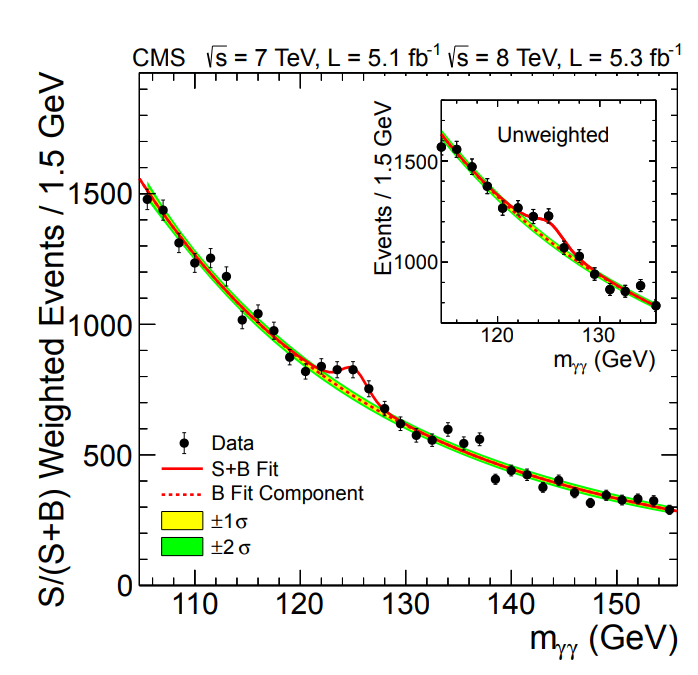 CMS √s = 7 TeV, L = 5.1 fb⁻¹ √s = 8 TeV, L = 5.3 fb⁻¹
S/(S+B) Weighted Events / 1.5 GeV
1500
1000
500
0
110 120 130 140 150
mγγ (GeV)
Data
S+B Fit
B Fit Component
±1σ
±2 σ
Unweighted
Events / 1.5 GeV
1500
1000
120 130
mγγ (GeV)